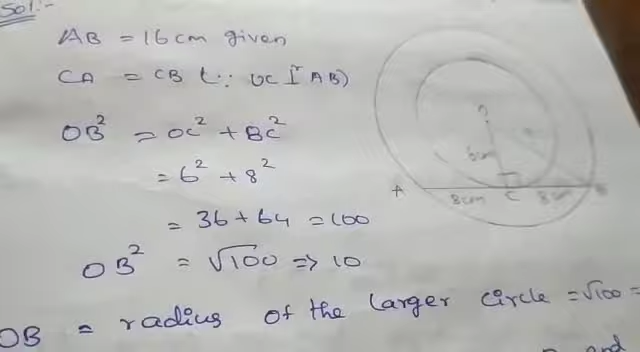 Sol:-
AB = 16cm given
CA = CB (∵ OC ⊥r AB)
OB² = OC² + BC²
= 6² + 8²
= 36 + 64 = 100
OB² = √100 => 10
OB = radius of the larger circle = √100 =
6cm
A 8cm C 8cm B
and